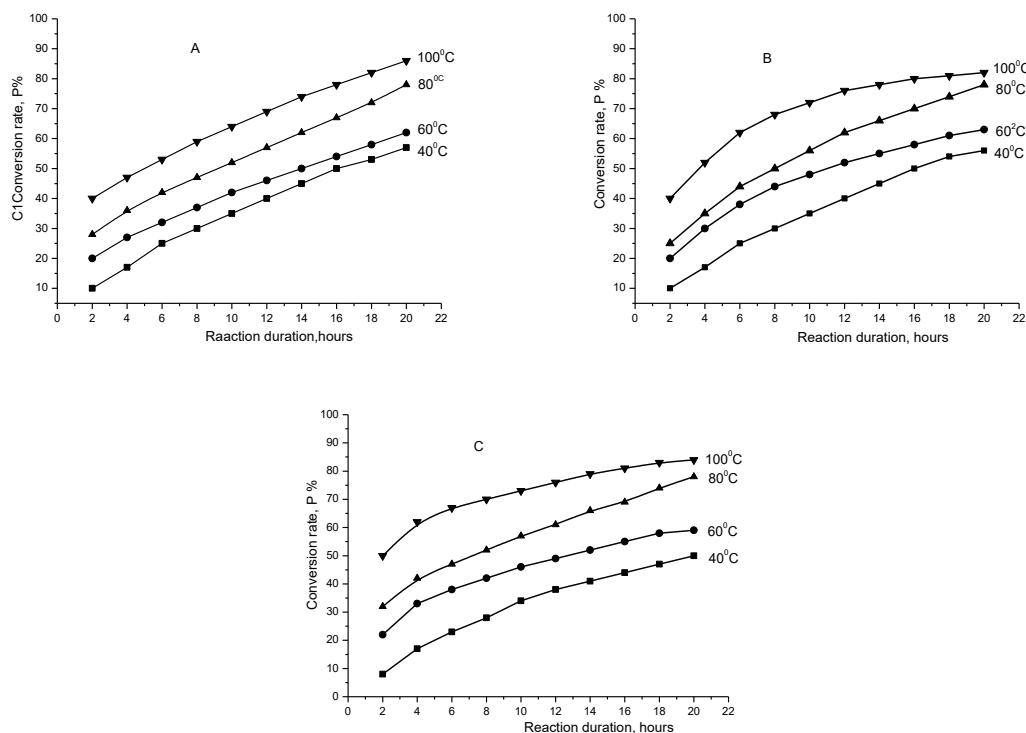 A
C1Conversion rate, P%
100
90
80
70
60
50
40
30
20
10
100⁰C
80⁰ᶜ
60⁰C
40⁰C
0 2 4 6 8 10 12 14 16 18 20 22
Raaction duration,hours
B
Conversion rate, P %
100
90
80
70
60
50
40
30
20
10
100⁰C
80⁰C
60²C
40⁰C
0 2 4 6 8 10 12 14 16 18 20 22
Reaction duration, hours
C
Conversion rate, P %
100
90
80
70
60
50
40
30
20
10
0
100⁰C
80⁰C
60⁰C
40⁰C
0 2 4 6 8 10 12 14 16 18 20 22
Reaction duration, hours